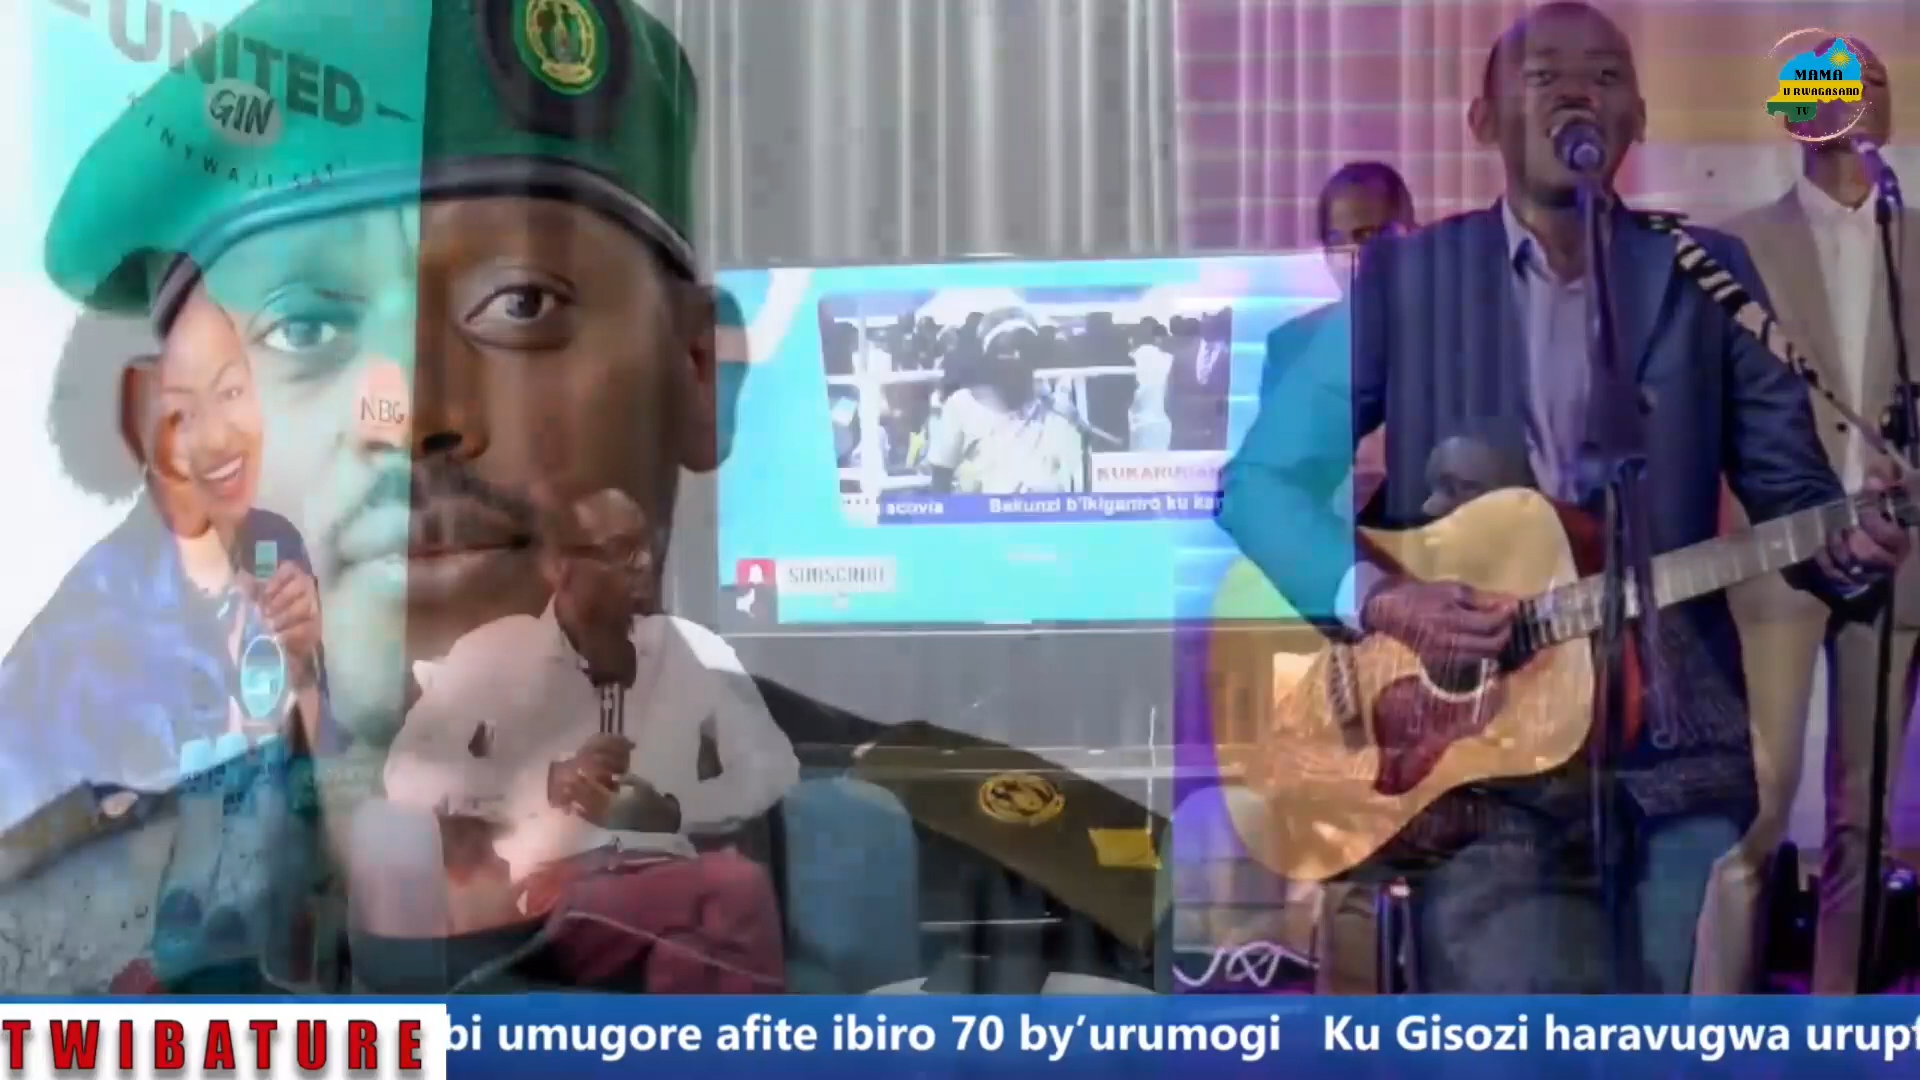 UNITED
GIN
NBG
MAMA
U RWAGASABO
TV
acovia Bakunzi b'ikiganiro ku
SUBSCRIBE
TWIBATURE
bi umugore afite ibiro 70 by’urumogi Ku Gisozi haravugwa urupf